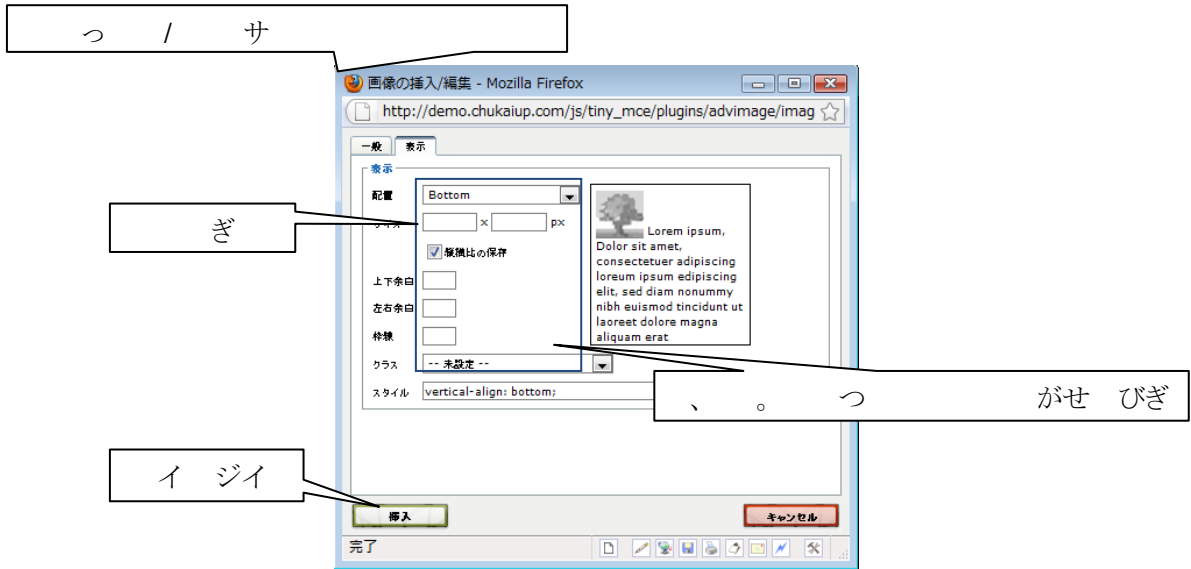 っ / サ
画像の挿入/編集 - Mozilla Firefox
http://demo.chukaiup.com/js/tiny_mce/plugins/advimage/imag
一般 表示
表示
配置 Bottom
x px
ぎ
縦横比の保存
上下余白
左右余白
枠線
クラス -- 未設定 --
スタイル vertical-align: bottom;
Lorem ipsum,
Dolor sit amet,
consectetuer adipiscing
loreum ipsum edipiscing
elit, sed diam nonummy
nibh euismod tincidunt ut
laoreet dolore magna
aliquam erat
、 。 つ がせ びぎ
イ ジイ
挿入 キャンセル
完了